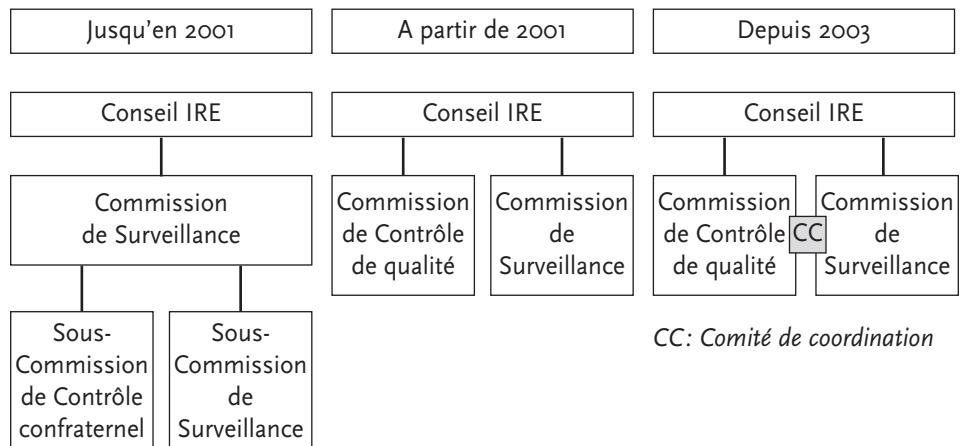 Jusqu'en 2001
A partir de 2001
Depuis 2003
Conseil IRE
Conseil IRE
Conseil IRE
Commission
de Surveillance
Commission
de Contrôle
de qualité
Commission
de
Surveillance
Commission
de Contrôle
de qualité
CC
Commission
de
Surveillance
Sous-
Commission
de Contrôle
confraternel
Sous-
Commission
de
Surveillance
CC: Comité de coordination